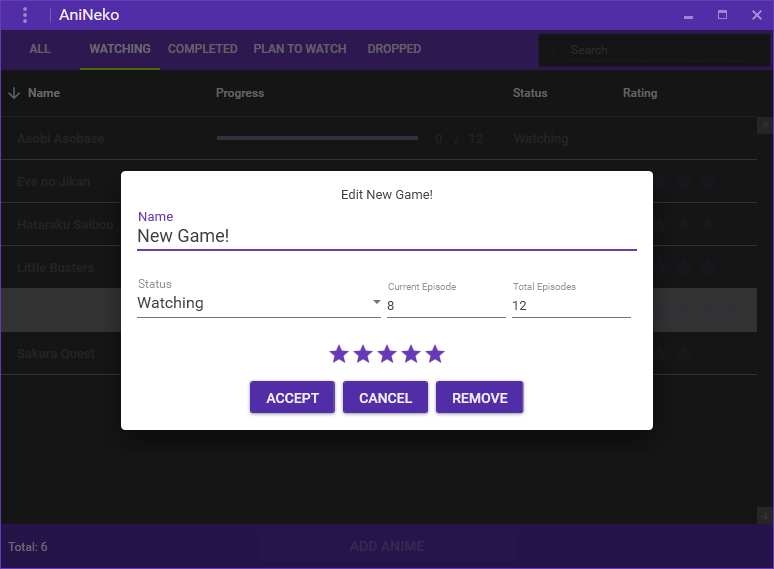 AniNeko
ALL WATCHING COMPLETED PLAN TO WATCH DROPPED Search
Name Progress Status Rating
Asobi Asobase 0 / 12 Watching
Eve no Jikan
Hataraku Saibou
Little Busters
Sakura Quest
Edit New Game!
Name
New Game!
Status Current Episode Total Episodes
Watching 8 12
ACCEPT CANCEL REMOVE
Total: 6 ADD ANIME